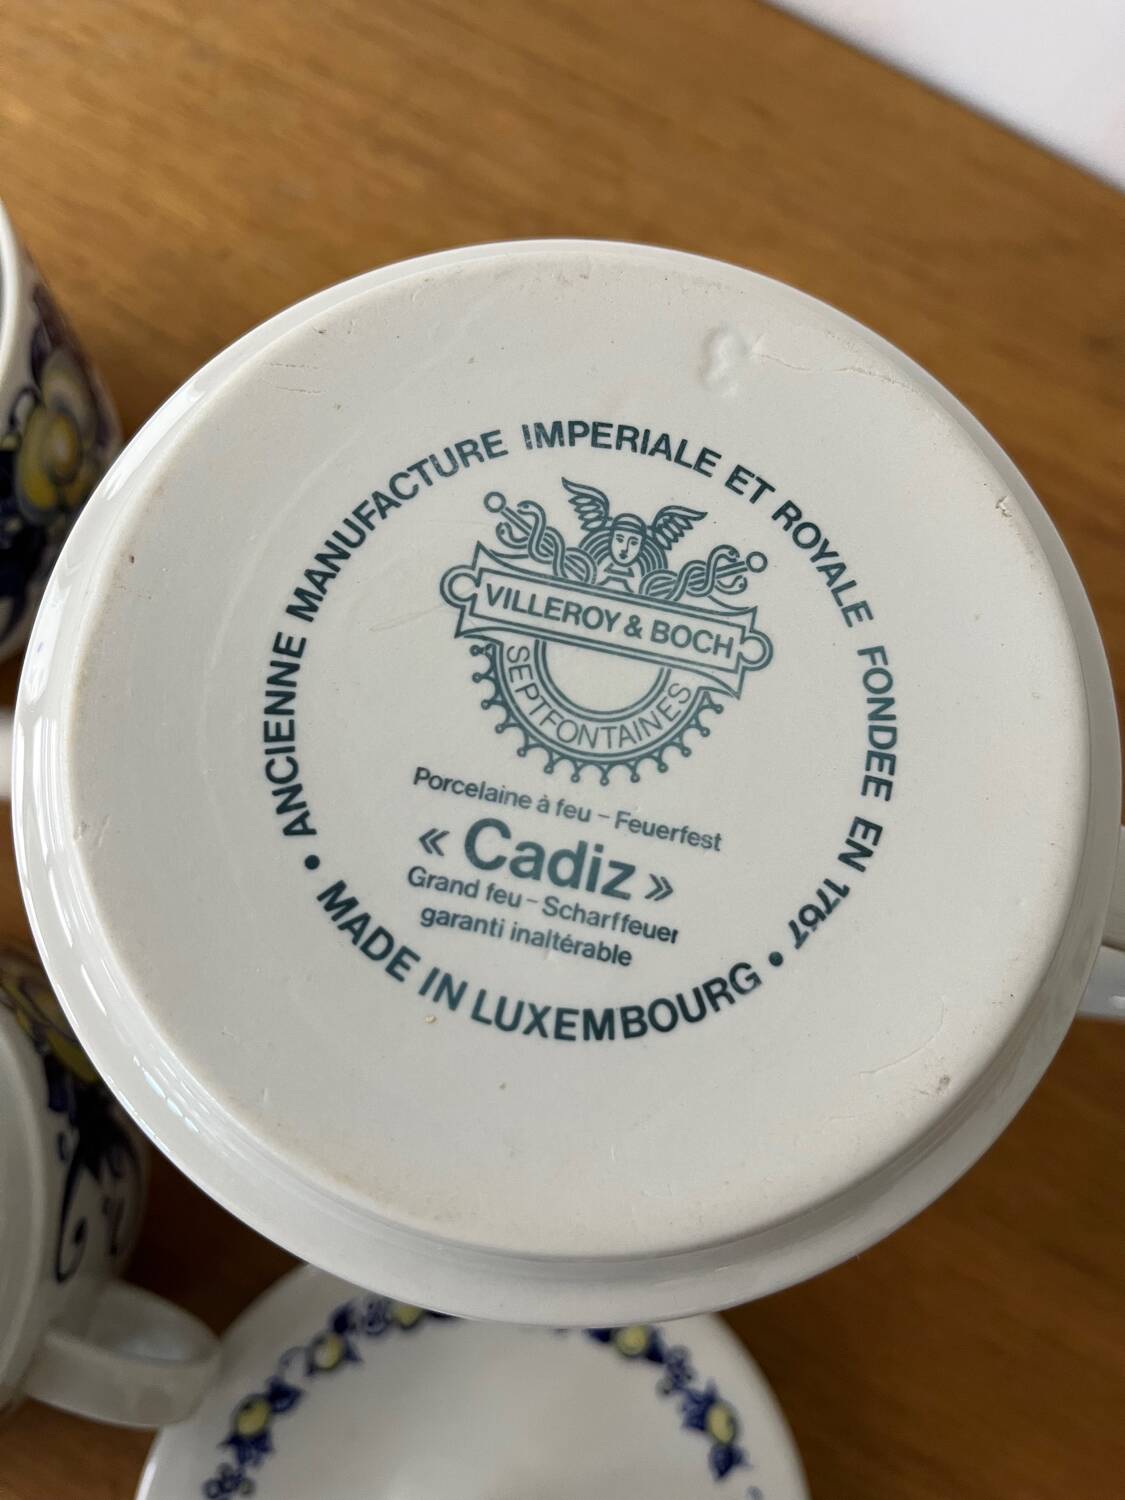 • ANCIENNE MANUFACTURE IMPERIALE ET ROYALE FONDEE EN 1767 •
VILLEROY & BOCH
SEPTFONTAINES
Porcelaine à feu – Feuerfest
« Cadiz »
Grand feu – Scharffeuer
garanti inaltérable
MADE IN LUXEMBOURG